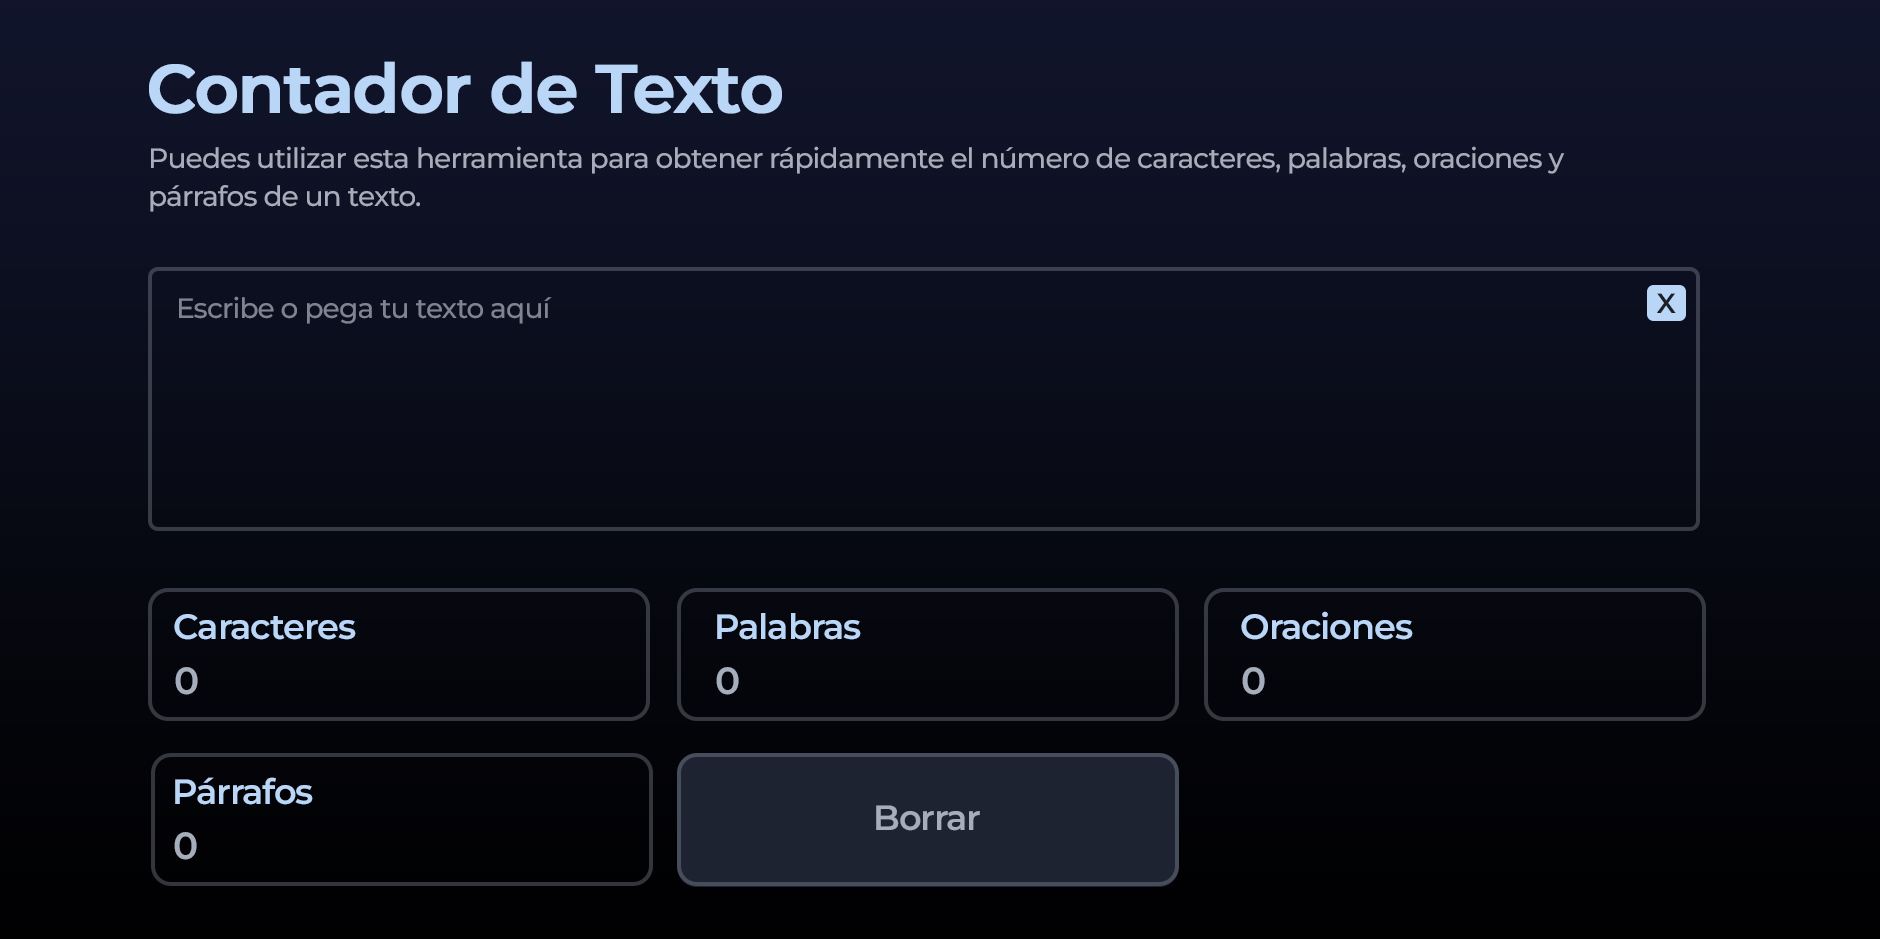 Contador de Texto
Puedes utilizar esta herramienta para obtener rápidamente el número de caracteres, palabras, oraciones y
párrafos de un texto.
Escribe o pega tu texto aquí
X
Caracteres
0
Palabras
0
Oraciones
0
Párrafos
0
Borrar